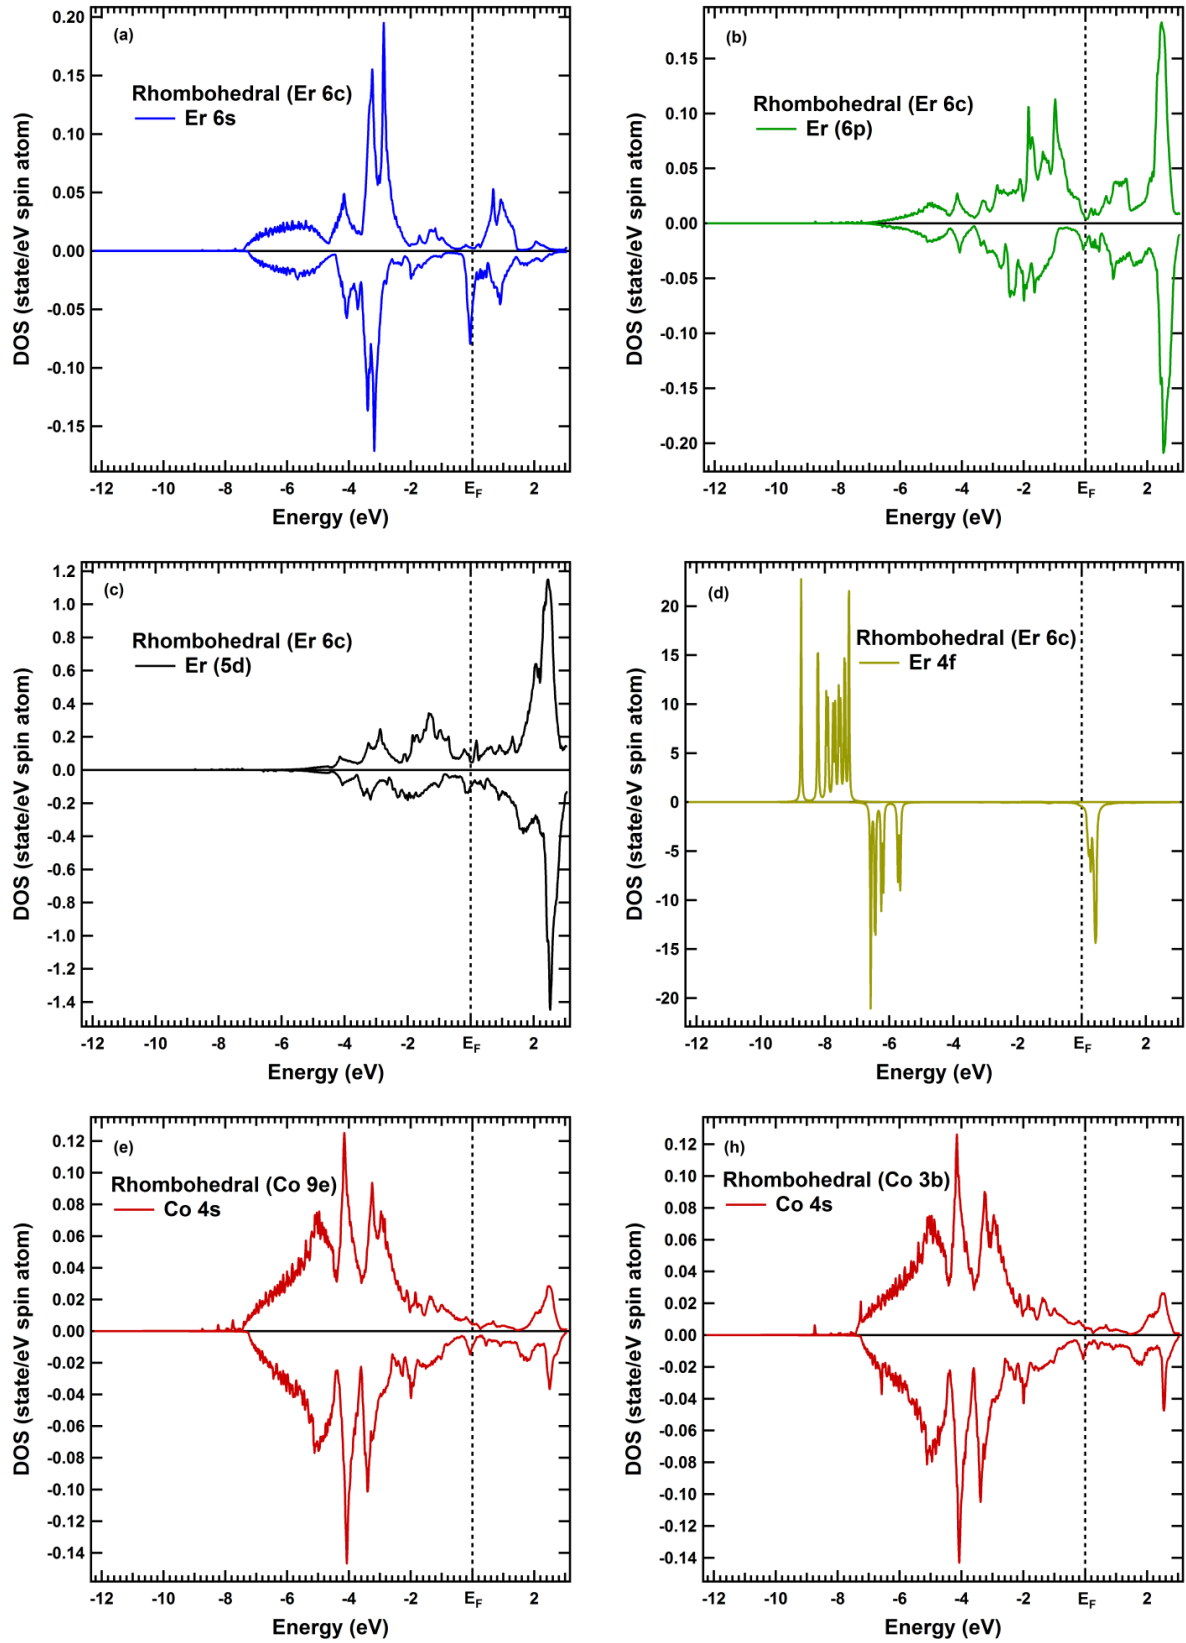 (a)
Rhombohedral (Er 6c)
Er 6s
0.20
0.15
0.10
0.05
0.00
-0.05
-0.10
-0.15
DOS (state/eV spin atom)
-12 -10 -8 -6 -4 -2 EF 2
Energy (eV)
(b)
Rhombohedral (Er 6c)
Er (6p)
0.15
0.10
0.05
0.00
-0.05
-0.10
-0.15
-0.20
DOS (state/eV spin atom)
-12 -10 -8 -6 -4 -2 EF 2
Energy (eV)
(c)
Rhombohedral (Er 6c)
Er (5d)
1.2
1.0
0.8
0.6
0.4
0.2
0.0
-0.2
-0.4
-0.6
-0.8
-1.0
-1.2
-1.4
DOS (state/eV spin atom)
-12 -10 -8 -6 -4 -2 EF 2
Energy (eV)
(d)
Rhombohedral (Er 6c)
Er 4f
20
15
10
5
0
-5
-10
-15
-20
DOS (state/eV spin atom)
-12 -10 -8 -6 -4 -2 EF 2
Energy (eV)
(e)
Rhombohedral (Co 9e)
Co 4s
0.12
0.10
0.08
0.06
0.04
0.02
0.00
-0.02
-0.04
-0.06
-0.08
-0.10
-0.12
-0.14
DOS (state/eV spin atom)
-12 -10 -8 -6 -4 -2 EF 2
Energy (eV)
(h)
Rhombohedral (Co 3b)
Co 4s
0.12
0.10
0.08
0.06
0.04
0.02
0.00
-0.02
-0.04
-0.06
-0.08
-0.10
-0.12
-0.14
DOS (state/eV spin atom)
-12 -10 -8 -6 -4 -2 EF 2
Energy (eV)